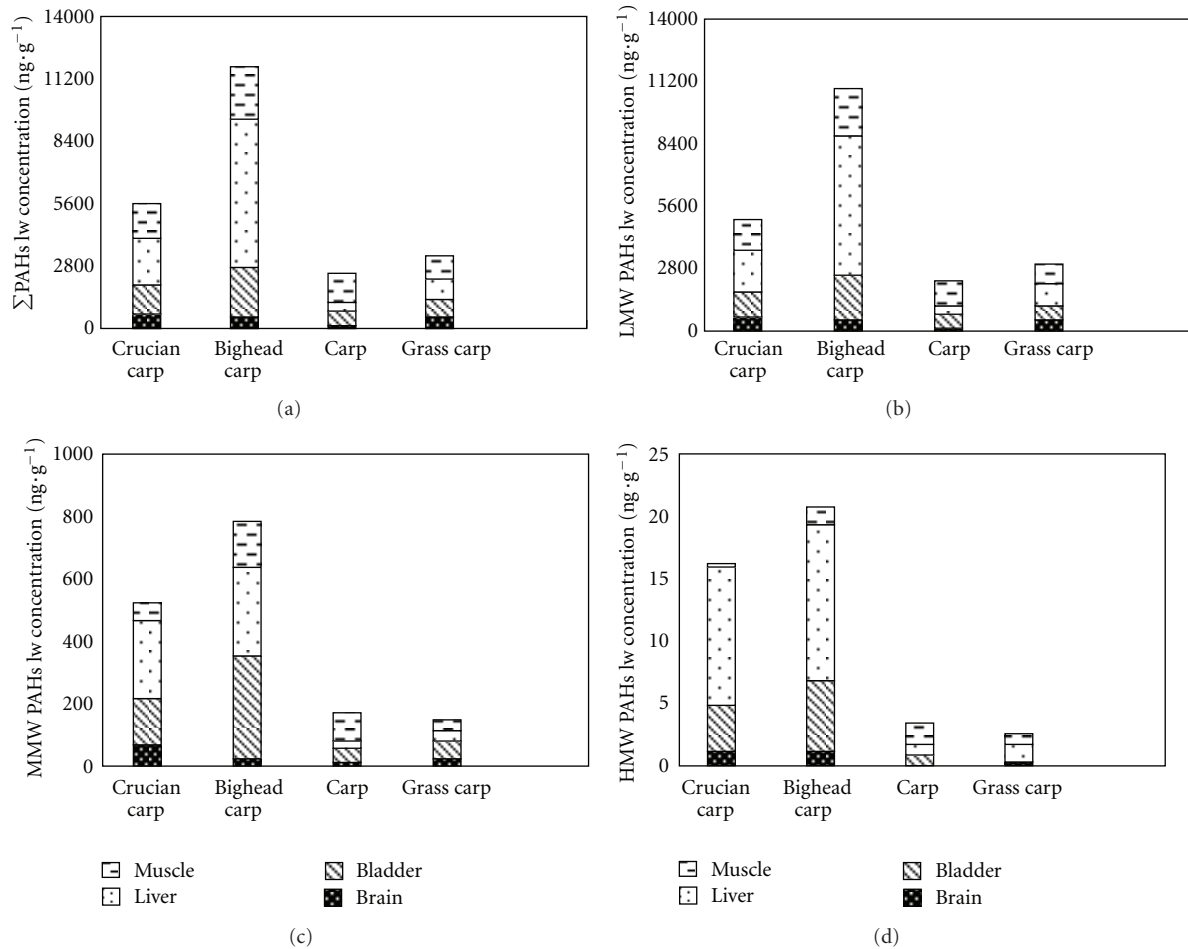 ∑PAHs lw concentration (ng·g⁻¹)
14000
11200
8400
5600
2800
0
Crucian
carp
Bighead
carp
Carp
Grass carp
(a)
LMW PAHs lw concentration (ng·g⁻¹)
14000
11200
8400
5600
2800
0
Crucian
carp
Bighead
carp
Carp
Grass carp
(b)
MMW PAHs lw concentration (ng·g⁻¹)
1000
800
600
400
200
0
Crucian
carp
Bighead
carp
Carp
Grass carp
Muscle
Liver
Bladder
Brain
(c)
HMW PAHs lw concentration (ng·g⁻¹)
25
20
15
10
5
0
Crucian
carp
Bighead
carp
Carp
Grass carp
Muscle
Liver
Bladder
Brain
(d)